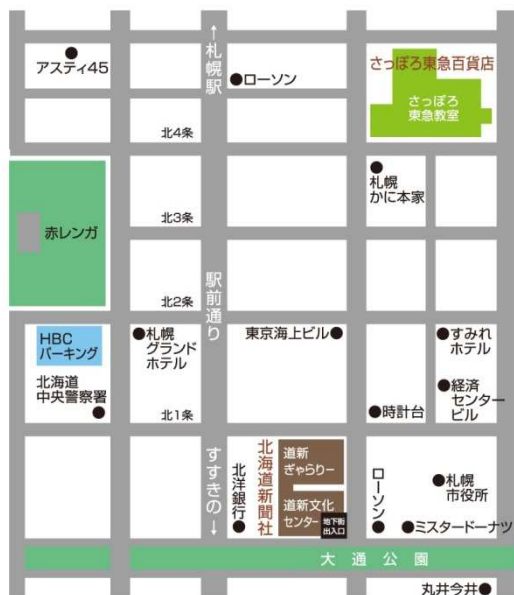 アスティ45
←札幌駅
ローソン
さっぽろ東急百貨店
さっぽろ
東急教室
北4条
札幌
かに本家
赤レンガ
北3条
北2条
駅前通り
HBC
パーキング
札幌
グランド
ホテル
東京海上ビル
すみれ
ホテル
北海道
中央警察署
経済
センター
ビル
北1条
時計台
すすきの→
北洋銀行
北海道新聞社
道新
ぎゃらりー
道新文化
センター
地下街
出入口
ローソン
札幌
市役所
ミスタードーナツ
大通公園
丸井今井